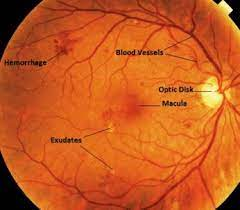 Blood Vessels
Hemorrhage
Optic Disk
Macula
Exudates